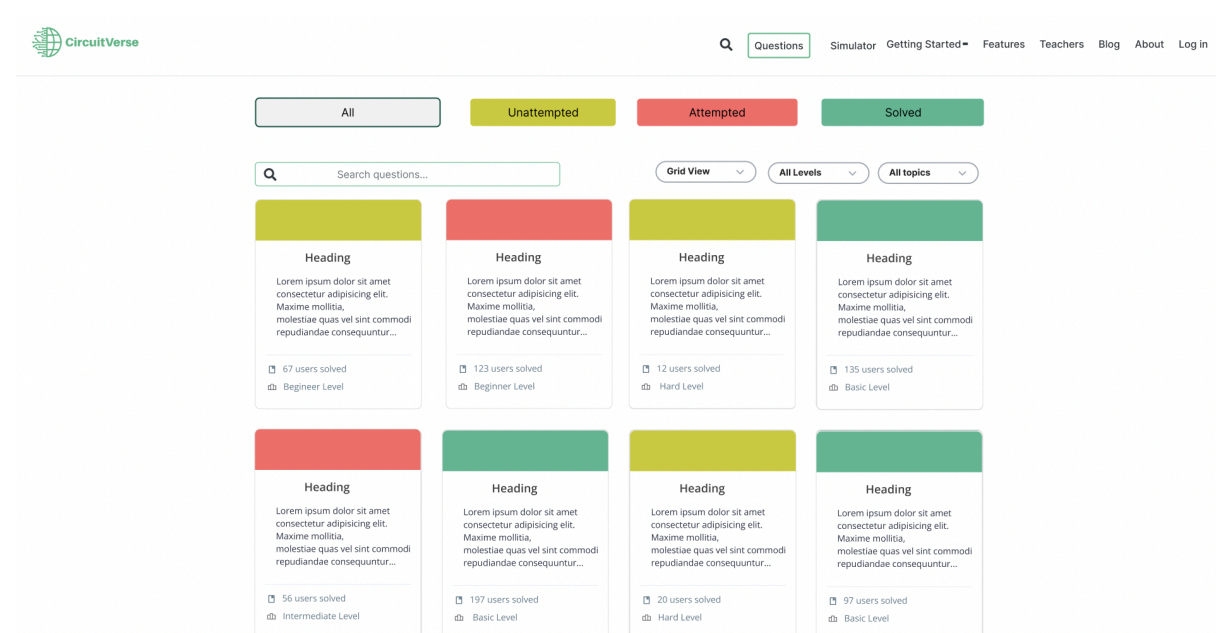 CircuitVerse
Questions
Simulator
Getting Started
Features
Teachers
Blog
About
Log in
All
Unattempted
Attempted
Solved
Search questions...
Grid View
All Levels
All topics
Heading
Lorem ipsum dolor sit amet
consectetur adipisicing elit.
Maxime mollitia,
molestiae quas vel sint commodi
repudiandae consequuntur...
67 users solved
Begineer Level
Heading
Lorem ipsum dolor sit amet
consectetur adipisicing elit.
Maxime mollitia,
molestiae quas vel sint commodi
repudiandae consequuntur...
123 users solved
Beginner Level
Heading
Lorem ipsum dolor sit amet
consectetur adipisicing elit.
Maxime mollitia,
molestiae quas vel sint commodi
repudiandae consequuntur...
12 users solved
Hard Level
Heading
Lorem ipsum dolor sit amet
consectetur adipisicing elit.
Maxime mollitia,
molestiae quas vel sint commodi
repudiandae consequuntur...
135 users solved
Basic Level
Heading
Lorem ipsum dolor sit amet
consectetur adipisicing elit.
Maxime mollitia,
molestiae quas vel sint commodi
repudiandae consequuntur...
56 users solved
Intermediate Level
Heading
Lorem ipsum dolor sit amet
consectetur adipisicing elit.
Maxime mollitia,
molestiae quas vel sint commodi
repudiandae consequuntur...
197 users solved
Basic Level
Heading
Lorem ipsum dolor sit amet
consectetur adipisicing elit.
Maxime mollitia,
molestiae quas vel sint commodi
repudiandae consequuntur...
20 users solved
Hard Level
Heading
Lorem ipsum dolor sit amet
consectetur adipisicing elit.
Maxime mollitia,
molestiae quas vel sint commodi
repudiandae consequuntur...
97 users solved
Basic Level